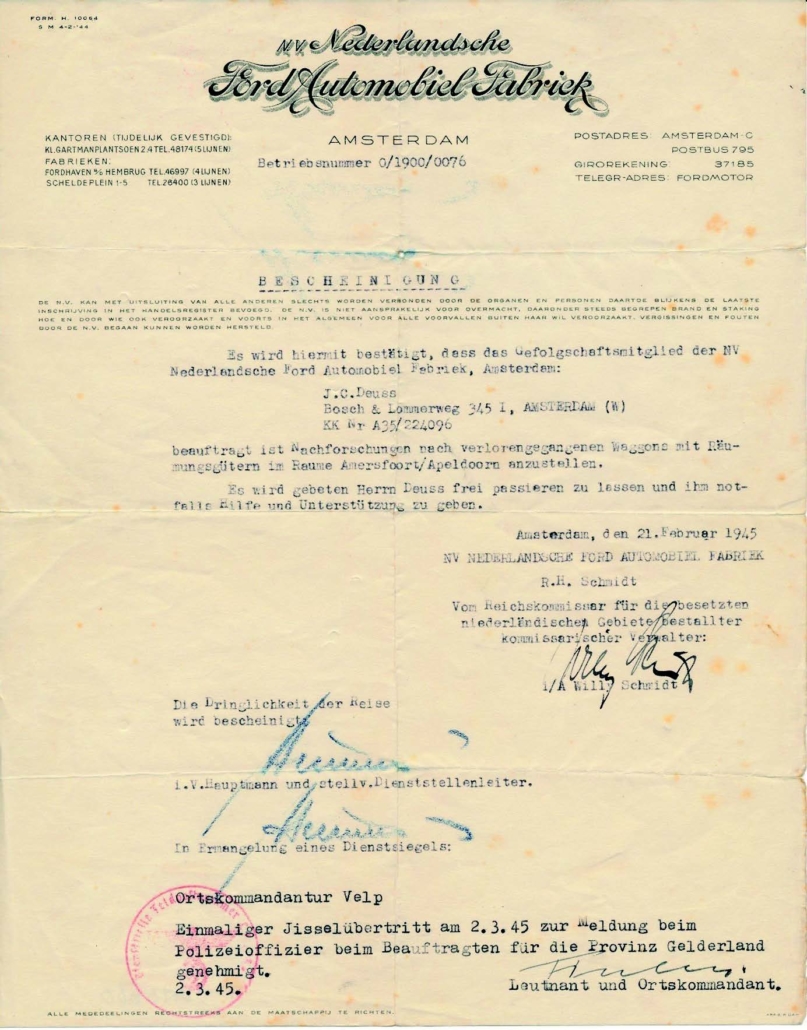 FORM. H. 10064
S M 4-2-'44
N.V. Nederlandsche
Ford Automobiel Fabriek
KANTOREN (TIJDELIJK GEVESTIGD):
KL. GARTMANPLANTSOEN 2.4 TEL. 48174 (5 LIJNEN)
FABRIEKEN:
FORDHAVEN b/d HEMBRUG TEL. 46997 (4 LIJNEN)
SCHELDEPLEIN 1-5 TEL. 26400 (3 LIJNEN)
AMSTERDAM
Betriebsnummer 0/1900/0076
POSTADRES: AMSTERDAM-C
POSTBUS 795
GIROREKENING: 37185
TELEGR-ADRES: FORDMOTOR
BESCHEINIGUNG
DE N.V. KAN MET UITSLUITING VAN ALLE ANDEREN SLECHTS WORDEN VERBONDEN DOOR DE ORGANEN EN PERSONEN DAARTOE BLIJKENS DE LAATSTE
INSCHRIJVING IN HET HANDELSREGISTER BEVOEGD. DE N.V. IS NIET AANSPRAKELIJK VOOR OVERMACHT, DAARONDER STEEDS BEGREPEN BRAND EN STAKING
HOE EN DOOR WIE OOK VEROORZAAKT EN VOORTS IN HET ALGEMEEN VOOR ALLE VOORVALLEN BUITEN HAAR WIL VEROORZAAKT. VERGISSINGEN EN FOUTEN
DOOR DE N.V. BEGAAN KUNNEN WORDEN HERSTELD.
Es wird hiermit bestätigt, dass das Gefolgschaftsmitglied der NV
Nederlandsche Ford Automobiel Fabriek, Amsterdam:
J.C.Deuss
Bosch & Lommerweg 345 I, AMSTERDAM (W)
KK Nr A35/224096
beauftragt ist Nachforschungen nach verlorengegangenen Waggons mit Räu-
mungsgütern im Raume Amersfoort/Apeldoorn anzustellen.
Es wird gebeten Herrn Deuss frei passieren zu lassen und ihm not-
falls Hilfe und Unterstützung zu geben.
Amsterdam, den 21.Februar 1945
NV NEDERLANDSCHE FORD AUTOMOBIEL FABRIEK
R.H. Schmidt
Vom Reichskommissar für die besetzten
niederländischen Gebiete bestallter
kommissarischer Verwalter:
i/A Willy Schmidt
Die Dringlichkeit der Reise
wird bescheinigt
i.V.Hauptmann und stellv.Dienststellenleiter.
In Ermangelung eines Dienstsiegels:
Ortskommandantur Velp
Einmaliger Jisselübertritt am 2.3.45 zur Meldung beim
Polizeioffizier beim Beauftragten für die Provinz Gelderland
genehmigt.
2.3.45.
Leutnant und Ortskommandant.
ALLE MEDEDEELINGEN RECHTSTREEKS AAN DE MAATSCHAPPIJ TE RICHTEN.